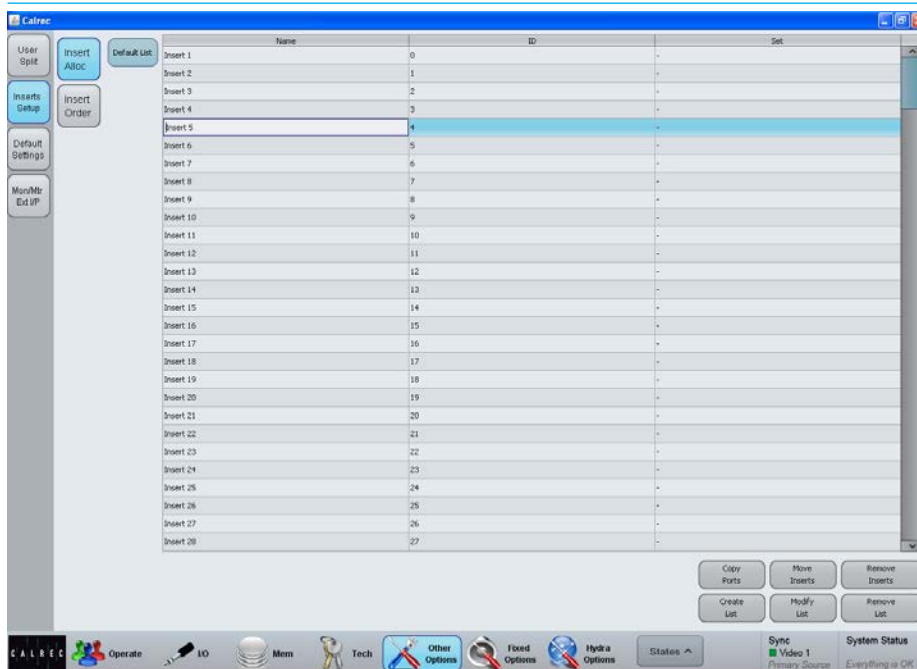 Calrec
User Split
Inserts Setup
Default Settings
Mon/Mtr Ext I/P
Insert Alloc
Insert Order
Default List
Name ID Set
Insert 1 0 -
Insert 2 1 -
Insert 3 2 -
Insert 4 3 -
Insert 5 4 -
Insert 6 5 -
Insert 7 6 -
Insert 8 7 -
Insert 9 8 -
Insert 10 9 -
Insert 11 10 -
Insert 12 11 -
Insert 13 12 -
Insert 14 13 -
Insert 15 14 -
Insert 16 15 -
Insert 17 16 -
Insert 18 17 -
Insert 19 18 -
Insert 20 19 -
Insert 21 20 -
Insert 22 21 -
Insert 23 22 -
Insert 24 23 -
Insert 25 24 -
Insert 26 25 -
Insert 27 26 -
Insert 28 27 -
Copy Ports
Move Inserts
Remove Inserts
Create List
Modify List
Remove List
CALREC
Operate
I/O
Mem
Tech
Other Options
Fixed Options
Hydra Options
States
Sync
Video 1
Primary Source
System Status
Everything is